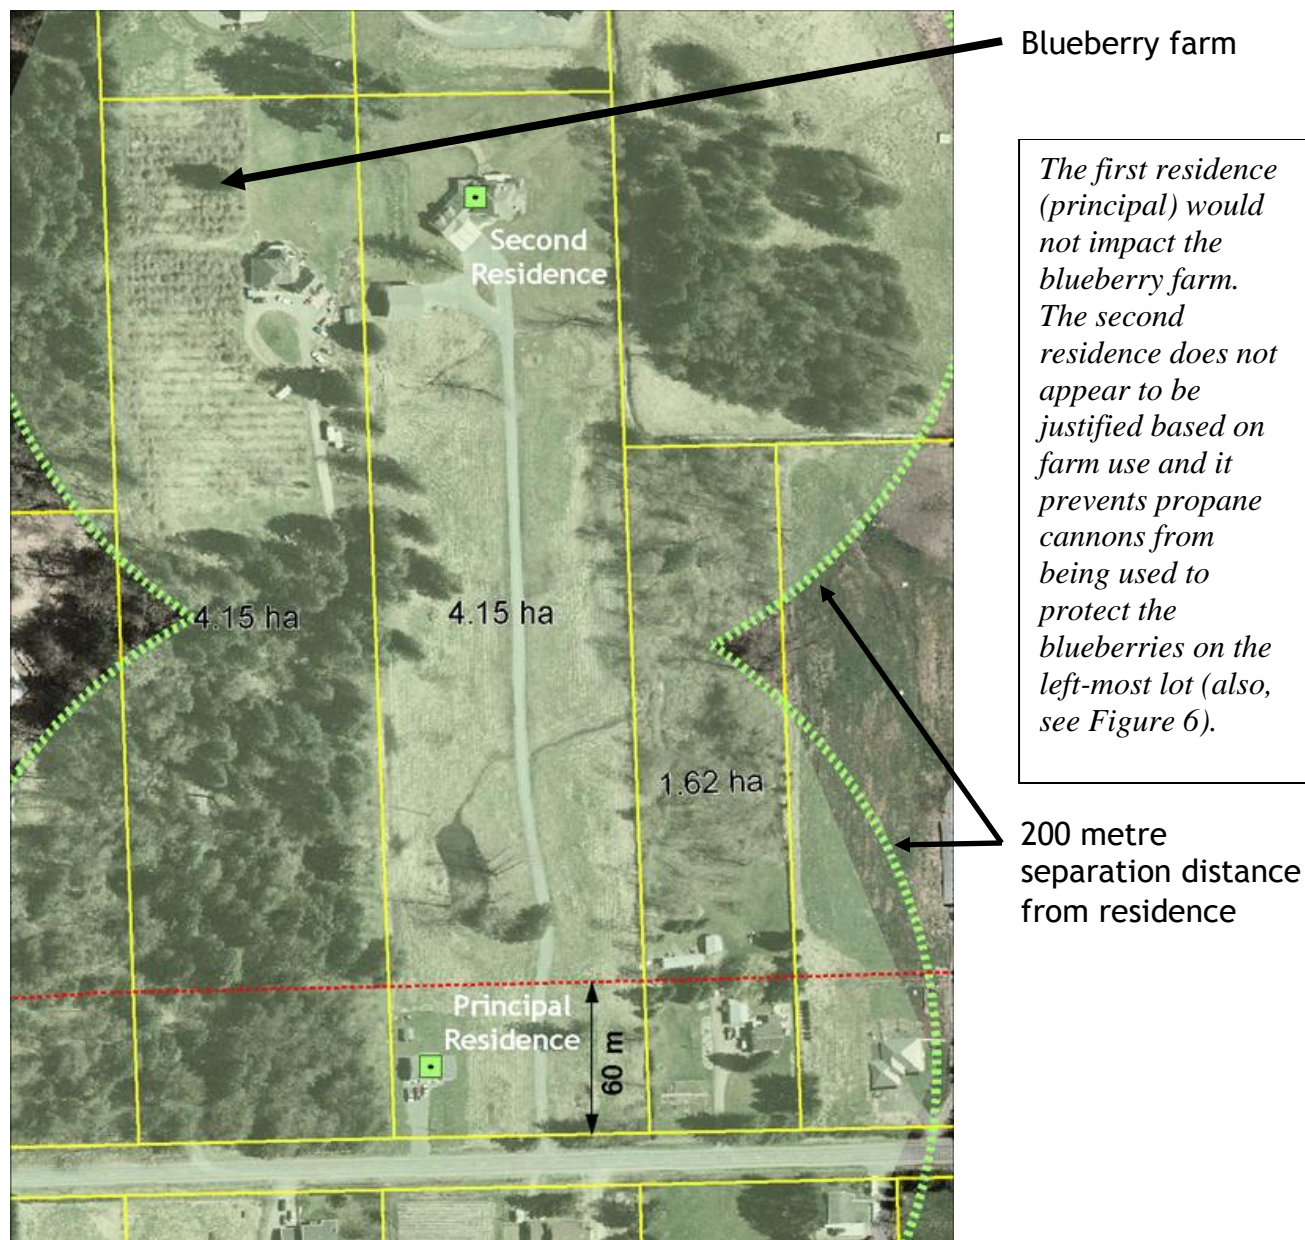 Blueberry farm
The first residence
(principal) would
not impact the
blueberry farm.
The second
residence does not
appear to be
justified based on
farm use and it
prevents propane
cannons from
being used to
protect the
blueberries on the
left-most lot (also,
see Figure 6).
Second
Residence
4.15 ha
4.15 ha
1.62 ha
200 metre
separation distance
from residence
Principal
Residence
60 m